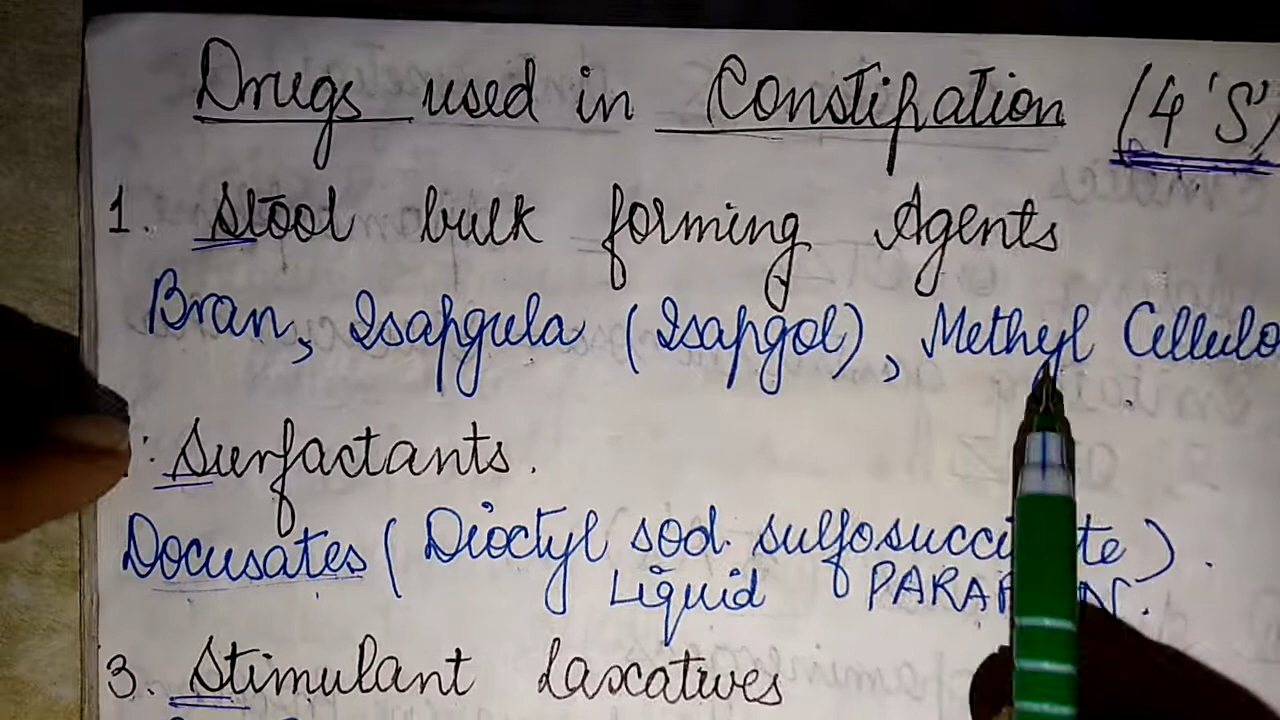 Drugs used in Constipation (4 'S')
1. Stool bulk forming Agents
Bran, Isapgula (Isapgol), Methyl Cellulo
: Surfactants.
Docusates (Dioctyl sod. sulfosucci te).
Liquid PARAF N.
3. Stimulant Laxatives